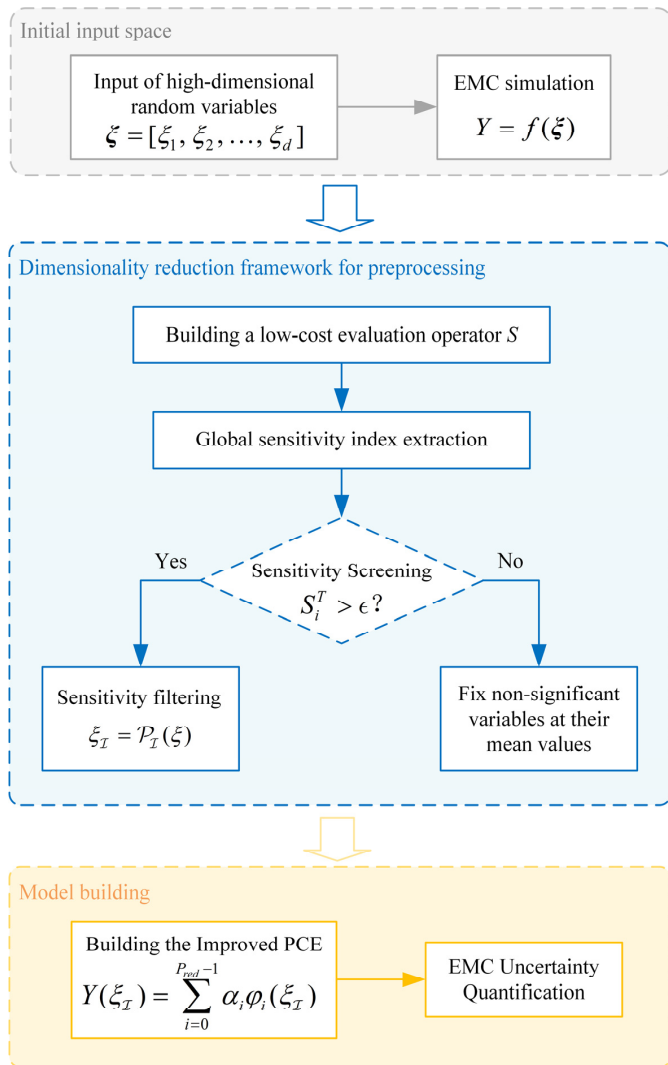 Initial input space
Input of high-dimensional
random variables
ξ = [ξ₁, ξ₂, …, ξ_d]
EMC simulation
Y = f(ξ)
Dimensionality reduction framework for preprocessing
Building a low-cost evaluation operator S
Global sensitivity index extraction
Yes
Sensitivity Screening
No
S_i^T > ϵ?
Sensitivity filtering
ξ_ℐ = 𝒫_ℐ(ξ)
Fix non-significant
variables at their
mean values
Model building
Building the Improved PCE
Y(ξ_ℐ) = ∑_{i=0}^{P_red −1} α_i φ_i(ξ_ℐ)
EMC Uncertainty
Quantification